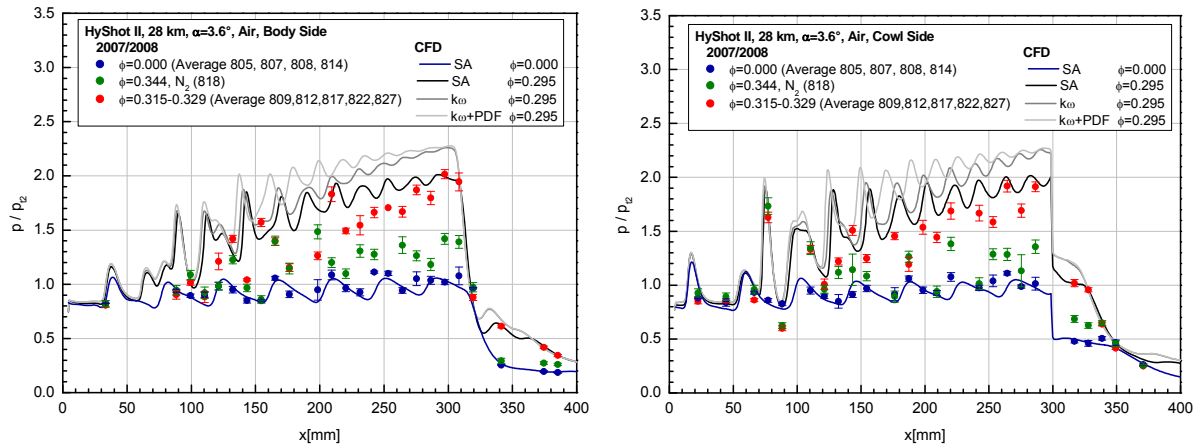 HyShot II, 28 km, α=3.6°, Air, Body Side
2007/2008
CFD
ϕ=0.000 (Average 805, 807, 808, 814)
SA ϕ=0.000
ϕ=0.344, N2 (818)
SA ϕ=0.295
ϕ=0.315-0.329 (Average 809,812,817,822,827)
kω ϕ=0.295
kω+PDF ϕ=0.295
3.5
3.0
2.5
2.0
1.5
1.0
0.5
0.0
p / pt2
0 50 100 150 200 250 300 350 400
x[mm]
HyShot II, 28 km, α=3.6°, Air, Cowl Side
2007/2008
CFD
ϕ=0.000 (Average 805, 807, 808, 814)
SA ϕ=0.000
ϕ=0.344, N2 (818)
SA ϕ=0.295
ϕ=0.315-0.329 (Average 809,812,817,822,827)
kω ϕ=0.295
kω+PDF ϕ=0.295
3.5
3.0
2.5
2.0
1.5
1.0
0.5
0.0
p / pt2
0 50 100 150 200 250 300 350 400
x[mm]